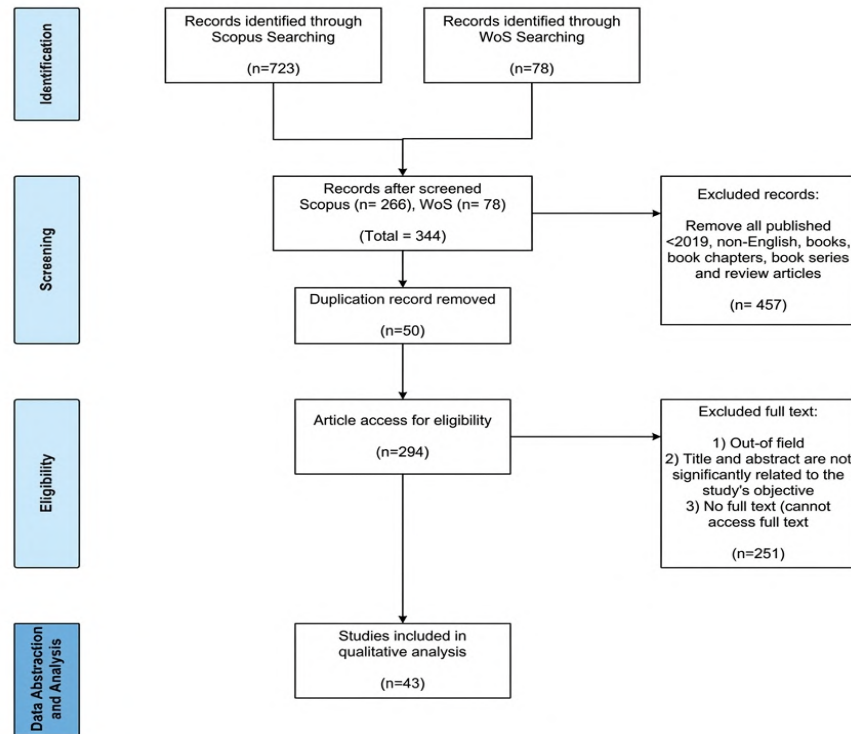 Identification
Records identified through
Scopus Searching
(n=723)
Records identified through
WoS Searching
(n=78)
Screening
Records after screened
Scopus (n= 266), WoS (n= 78)
(Total = 344)
Excluded records:
Remove all published
<2019, non-English, books,
book chapters, book series
and review articles
(n= 457)
Duplication record removed
(n=50)
Eligibility
Article access for eligibility
(n=294)
Excluded full text:
1) Out-of field
2) Title and abstract are not
significantly related to the
study's objective
3) No full text (cannot
access full text
(n=251)
Data Abstraction
and Analysis
Studies included in
qualitative analysis
(n=43)